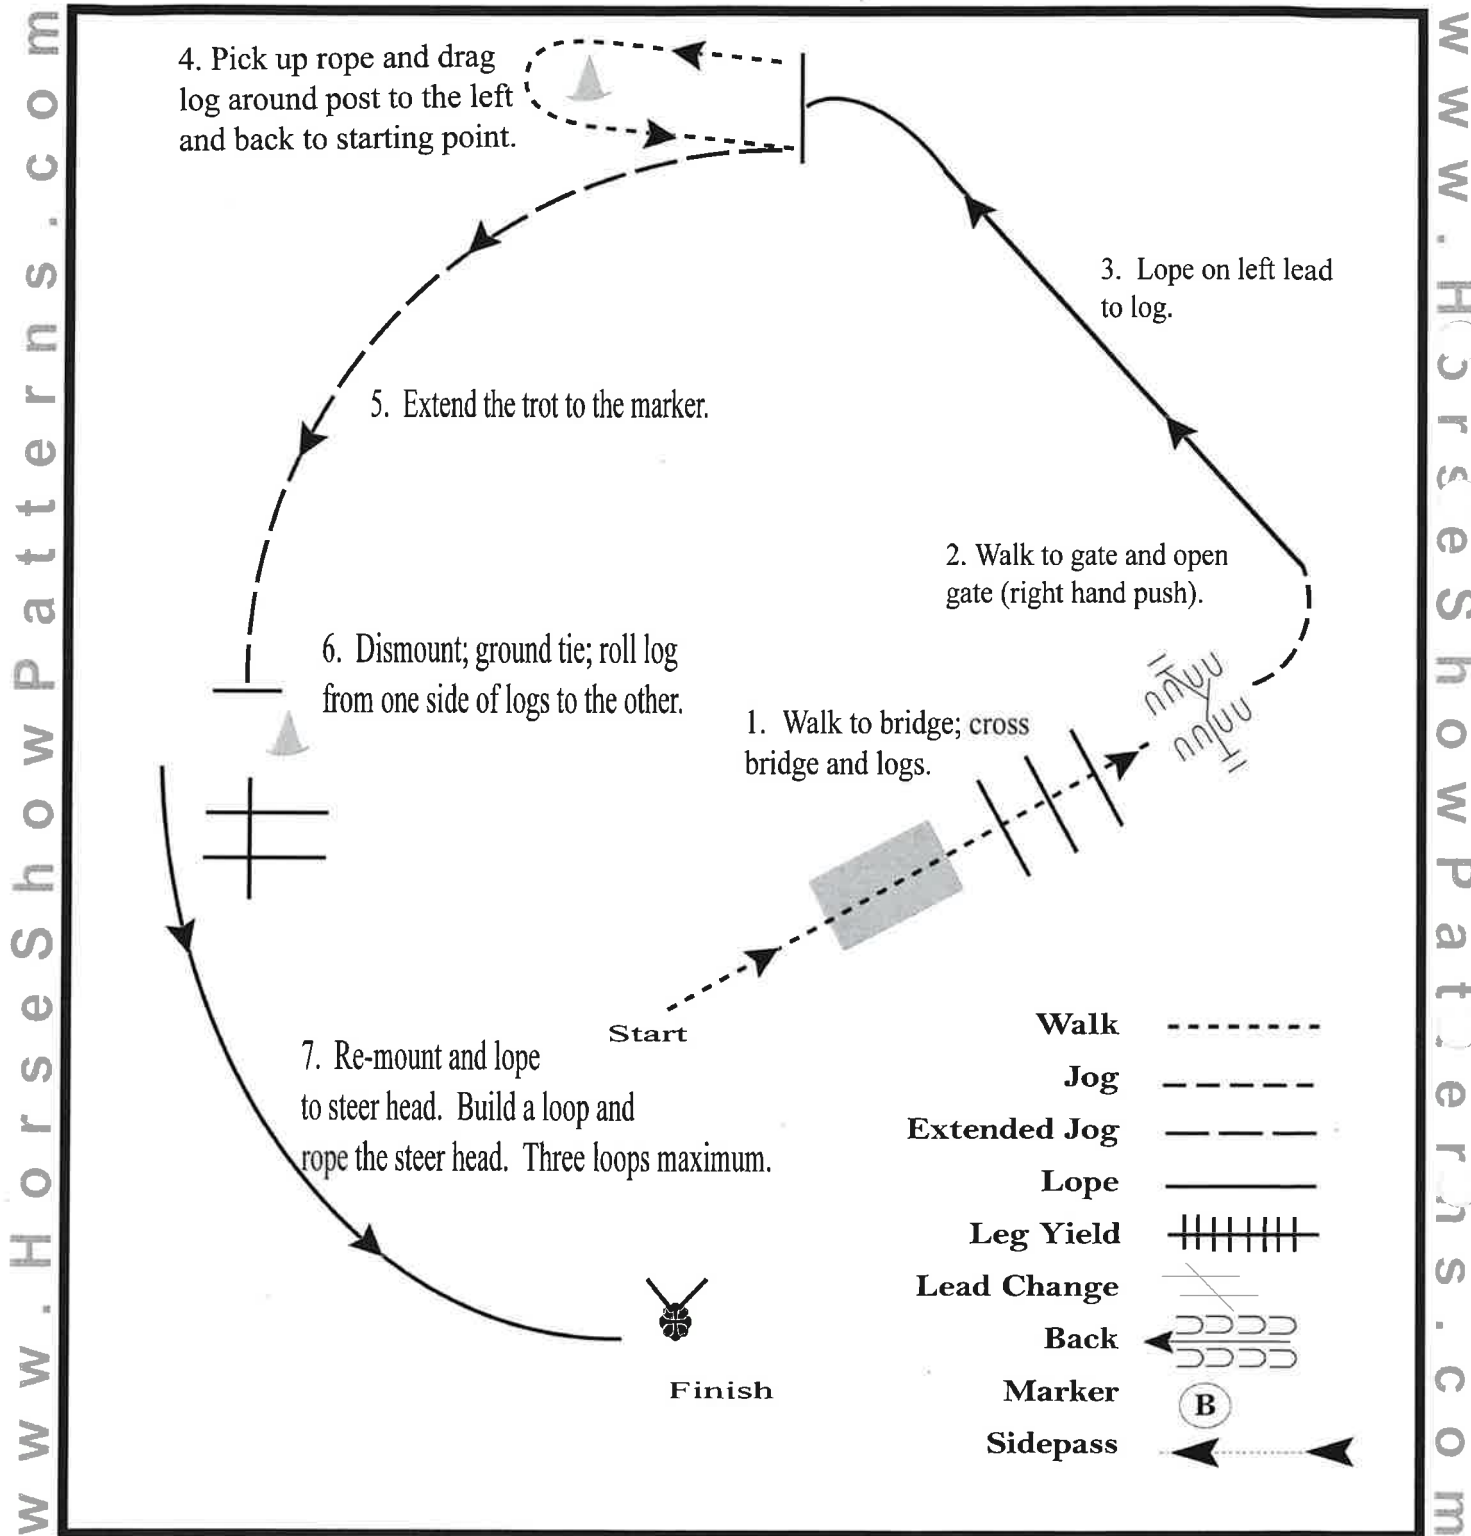 www.HorseShowPatterns.com
4. Pick up rope and drag
log around post to the left
and back to starting point.
3. Lope on left lead
to log.
5. Extend the trot to the marker.
2. Walk to gate and open
gate (right hand push).
6. Dismount; ground tie; roll log
from one side of logs to the other.
1. Walk to bridge; cross
bridge and logs.
Start
7. Re-mount and lope
to steer head. Build a loop and
rope the steer head. Three loops maximum.
Finish
Walk
Jog
Extended Jog
Lope
Leg Yield
Lead Change
Back
Marker B
Sidepass
www.HorseShowPatterns.com